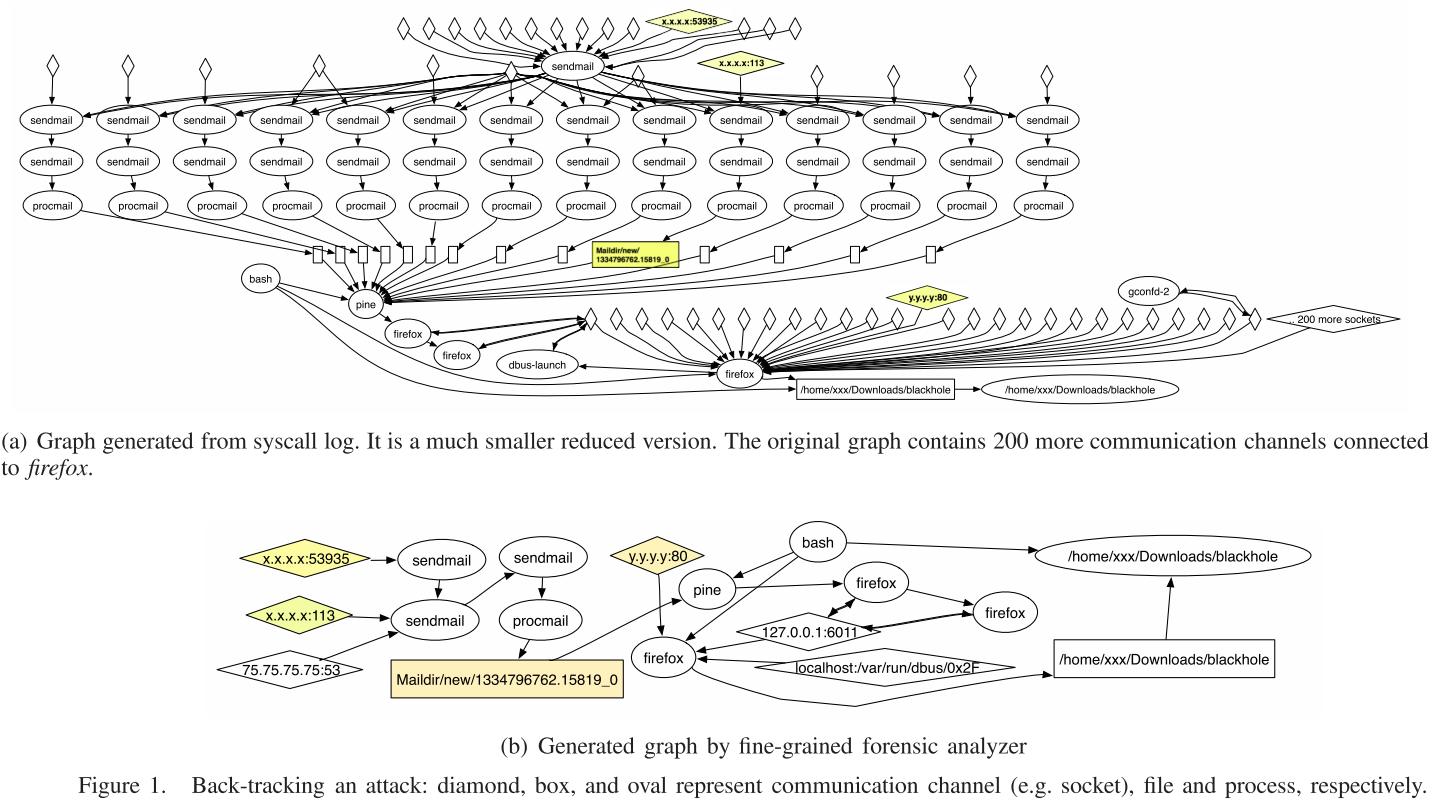 x.x.x.x:53935
sendmail
x.x.x.x:113
sendmail sendmail sendmail sendmail sendmail sendmail sendmail sendmail sendmail sendmail sendmail sendmail sendmail sendmail
sendmail sendmail sendmail sendmail sendmail sendmail sendmail sendmail sendmail sendmail sendmail sendmail sendmail sendmail
procmail procmail procmail procmail procmail procmail procmail procmail procmail procmail procmail procmail procmail procmail
Maildir/new/
1334796762.15819_0
bash
pine
y.y.y.y:80
gconfd-2
... 200 more sockets
firefox
firefox
dbus-launch
firefox
/home/xxx/Downloads/blackhole
/home/xxx/Downloads/blackhole
(a) Graph generated from syscall log. It is a much smaller reduced version. The original graph contains 200 more communication channels connected
to firefox.
x.x.x.x:53935
sendmail
sendmail
y.y.y.y:80
bash
/home/xxx/Downloads/blackhole
x.x.x.x:113
sendmail
procmail
pine
firefox
firefox
127.0.0.1:6011
75.75.75.75:53
Maildir/new/1334796762.15819_0
firefox
localhost:/var/run/dbus/0x2F
/home/xxx/Downloads/blackhole
(b) Generated graph by fine-grained forensic analyzer
Figure 1. Back-tracking an attack: diamond, box, and oval represent communication channel (e.g. socket), file and process, respectively.